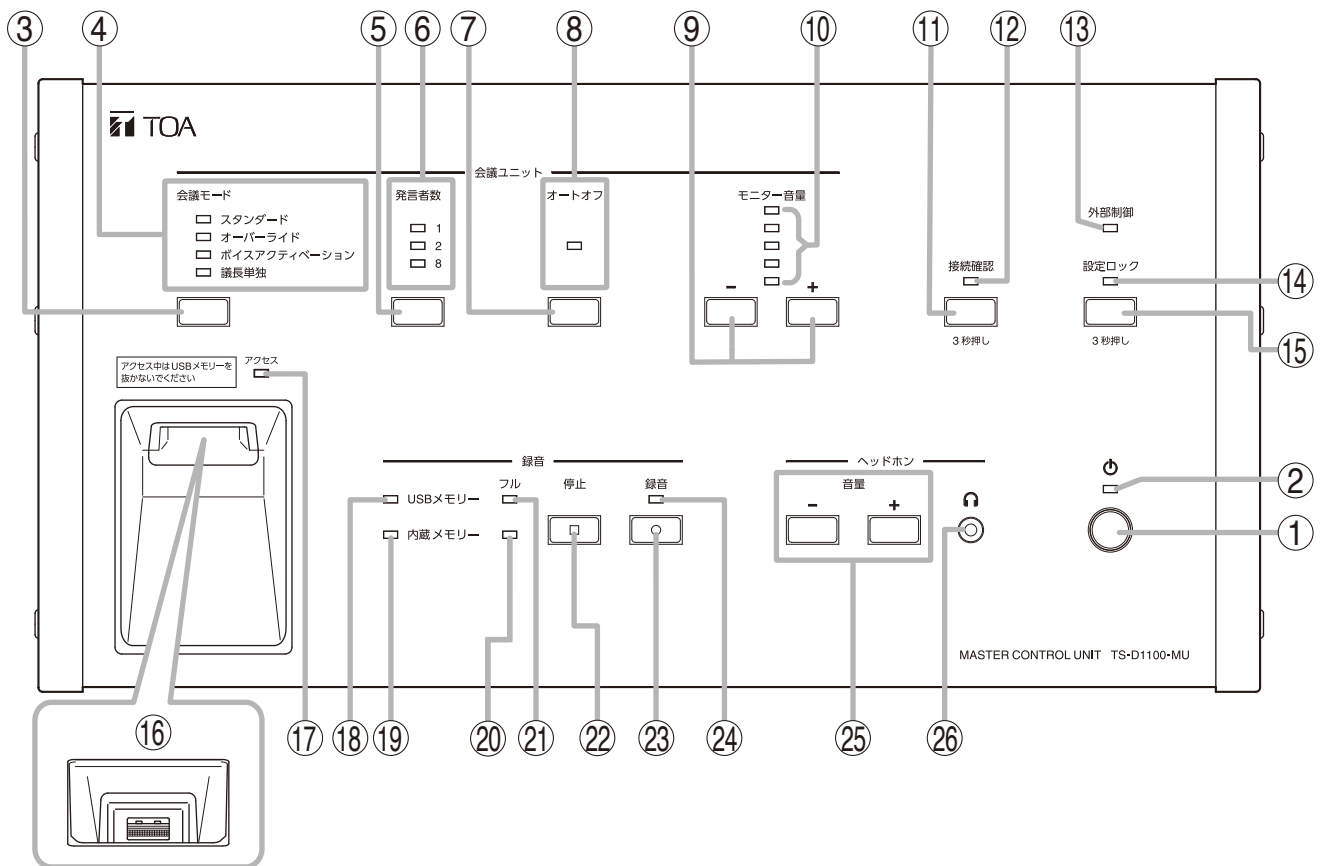 ③ ④ ⑤ ⑥ ⑦ ⑧ ⑨ ⑩ ⑪ ⑫ ⑬
TOA
会議ユニット
会議モード
スタンダード
オーバーライド
ボイスアクティベーション
議長単独
発言者数
1
2
8
オートオフ
モニター音量
− +
外部制御
接続確認
3秒押し
設定ロック
3秒押し
⑭
⑮
アクセス中はUSBメモリーを
抜かないでください
アクセス
録音
USBメモリー
フル
停止
録音
内蔵メモリー
ヘッドホン
音量
− +
②
①
MASTER CONTROL UNIT TS-D1100-MU
⑯ ⑰ ⑱ ⑲ ⑳ ㉑ ㉒ ㉓ ㉔ ㉕ ㉖